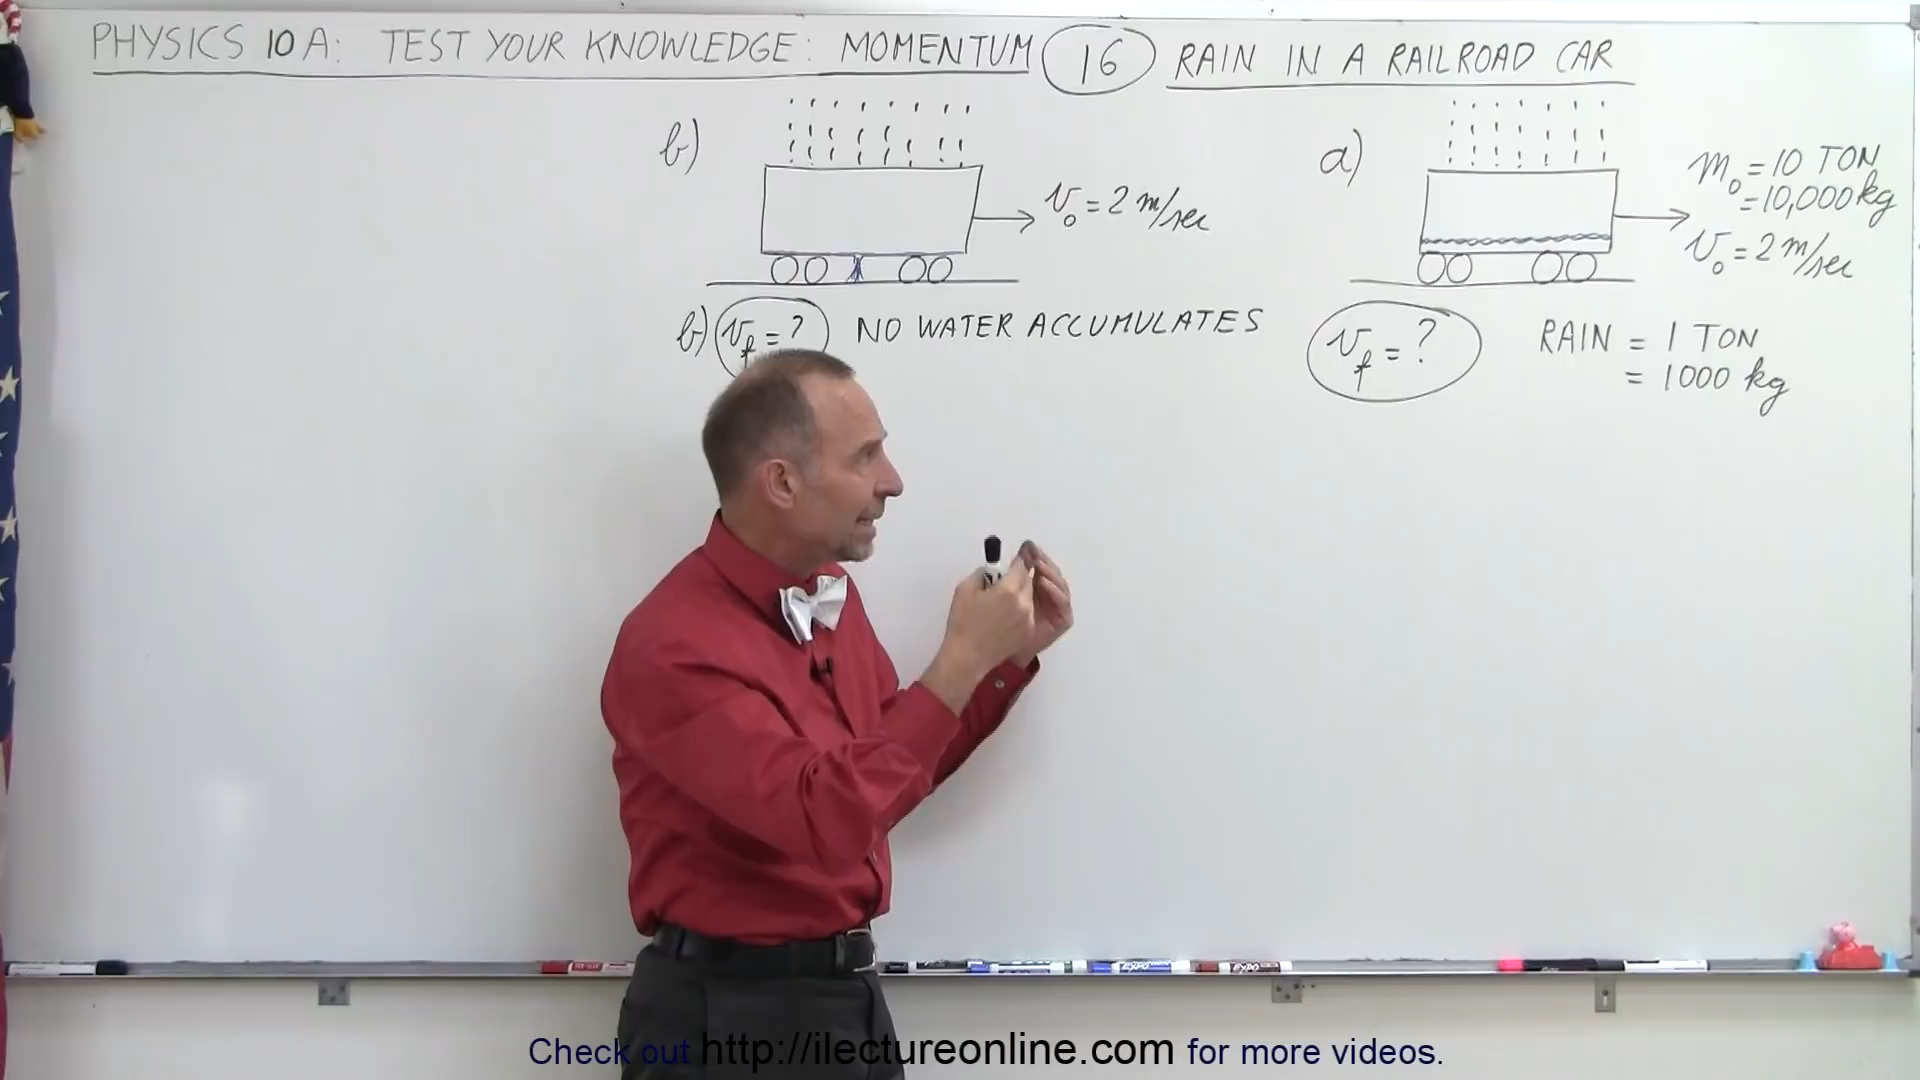 PHYSICS 10A: TEST YOUR KNOWLEDGE: MOMENTUM 16 RAIN IN A RAILROAD CAR
b)
v₀ = 2 m/sec
b) v_f = ? NO WATER ACCUMULATES
a)
m₀ = 10 TON
= 10,000 kg
v₀ = 2 m/sec
v_f = ? RAIN = 1 TON
= 1000 kg
EXPO
EXPO
Check out http://ilectureonline.com for more videos.